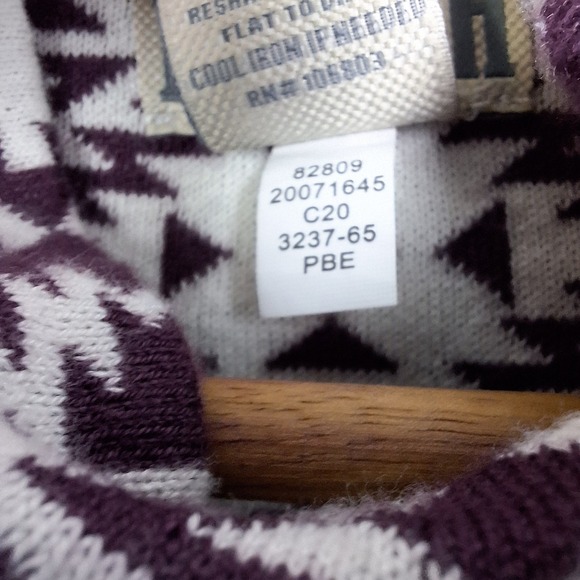 FLAT TO
COOL IRON IF NEEDED
RN# 106803
82809
20071645
C20
3237-65
PBE